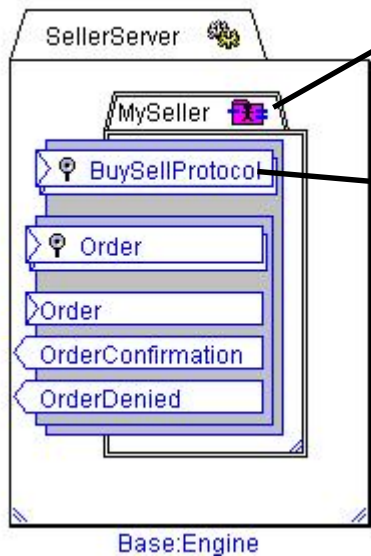 SellerServer
MySeller
BuySellProtocol
Order
Order
OrderConfirmation
OrderDenied
Base:Engine